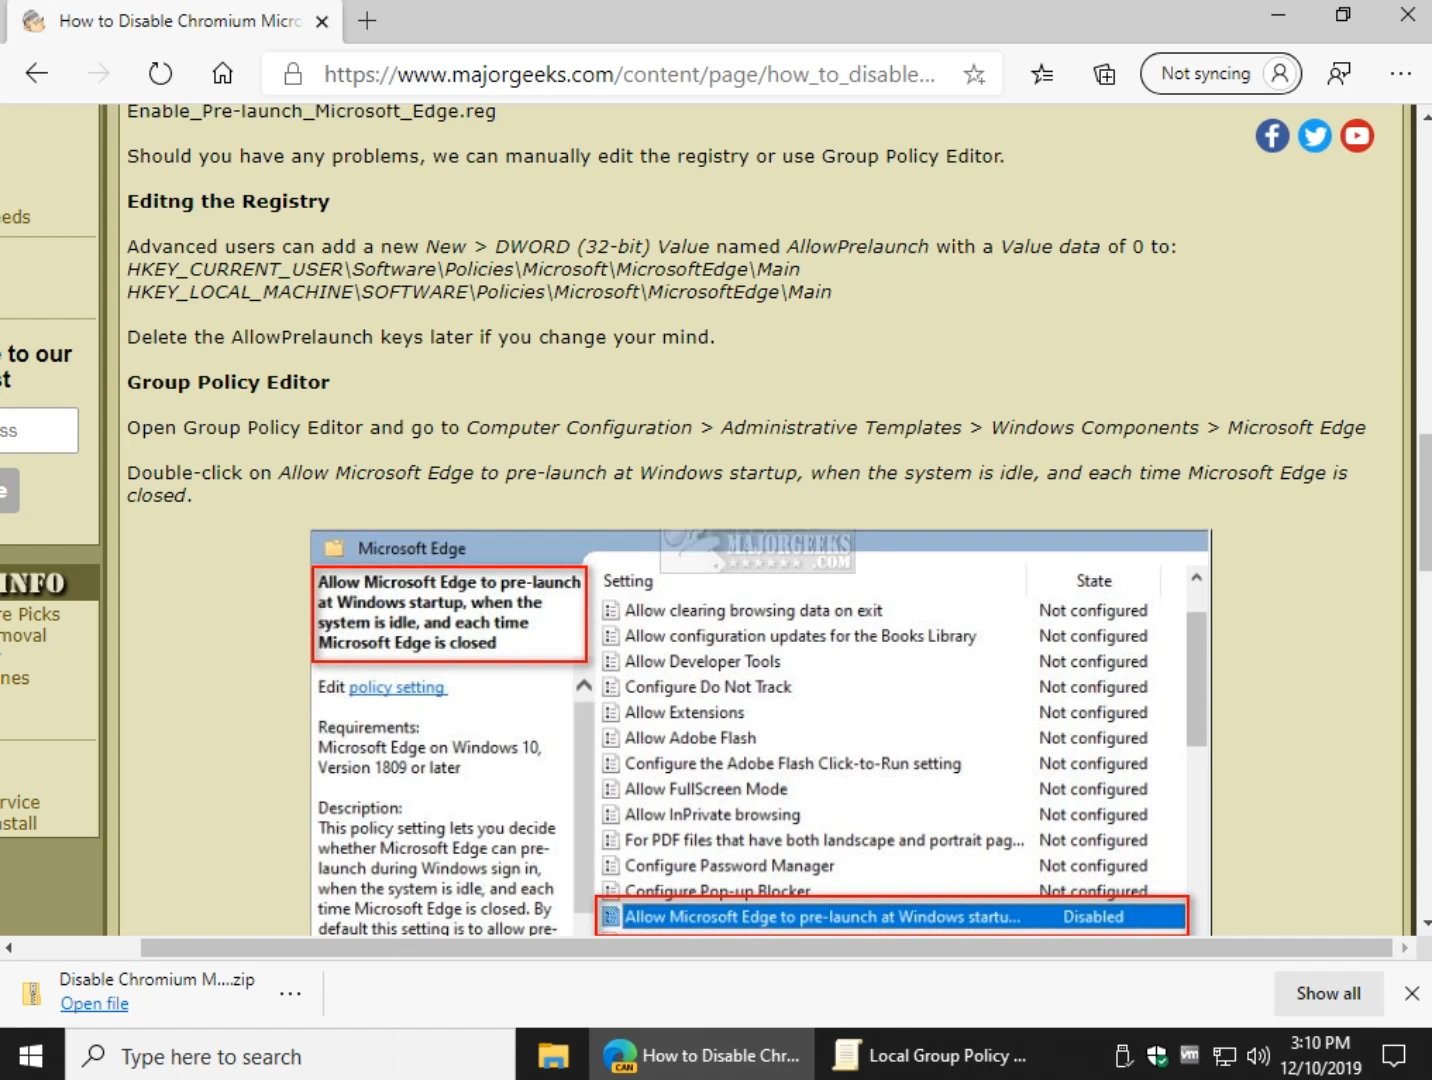 How to Disable Chromium Micro
https://www.majorgeeks.com/content/page/how_to_disable...
Not syncing
Enable_Pre-launch_Microsoft_Edge.reg
Should you have any problems, we can manually edit the registry or use Group Policy Editor.
eeds
Editng the Registry
Advanced users can add a new New > DWORD (32-bit) Value named AllowPrelaunch with a Value data of 0 to:
HKEY_CURRENT_USER\Software\Policies\Microsoft\MicrosoftEdge\Main
HKEY_LOCAL_MACHINE\SOFTWARE\Policies\Microsoft\MicrosoftEdge\Main
Delete the AllowPrelaunch keys later if you change your mind.
to our
st
Group Policy Editor
ss
Open Group Policy Editor and go to Computer Configuration > Administrative Templates > Windows Components > Microsoft Edge
Double-click on Allow Microsoft Edge to pre-launch at Windows startup, when the system is idle, and each time Microsoft Edge is
closed.
e
INFO
re Picks
moval
nes
rvice
nstall
Microsoft Edge
MAJORGEEKS
.COM
Allow Microsoft Edge to pre-launch
at Windows startup, when the
system is idle, and each time
Microsoft Edge is closed
Edit policy setting
Requirements:
Microsoft Edge on Windows 10,
Version 1809 or later
Description:
This policy setting lets you decide
whether Microsoft Edge can pre-
launch during Windows sign in,
when the system is idle, and each
time Microsoft Edge is closed. By
default this setting is to allow pre-
Setting State
Allow clearing browsing data on exit Not configured
Allow configuration updates for the Books Library Not configured
Allow Developer Tools Not configured
Configure Do Not Track Not configured
Allow Extensions Not configured
Allow Adobe Flash Not configured
Configure the Adobe Flash Click-to-Run setting Not configured
Allow FullScreen Mode Not configured
Allow InPrivate browsing Not configured
For PDF files that have both landscape and portrait pag... Not configured
Configure Password Manager Not configured
Configure Pop-up Blocker Not configured
Allow Microsoft Edge to pre-launch at Windows startu... Disabled
Disable Chromium M....zip
Open file
Show all
Type here to search
CAN
How to Disable Chr...
Local Group Policy ...
vm
3:10 PM
12/10/2019